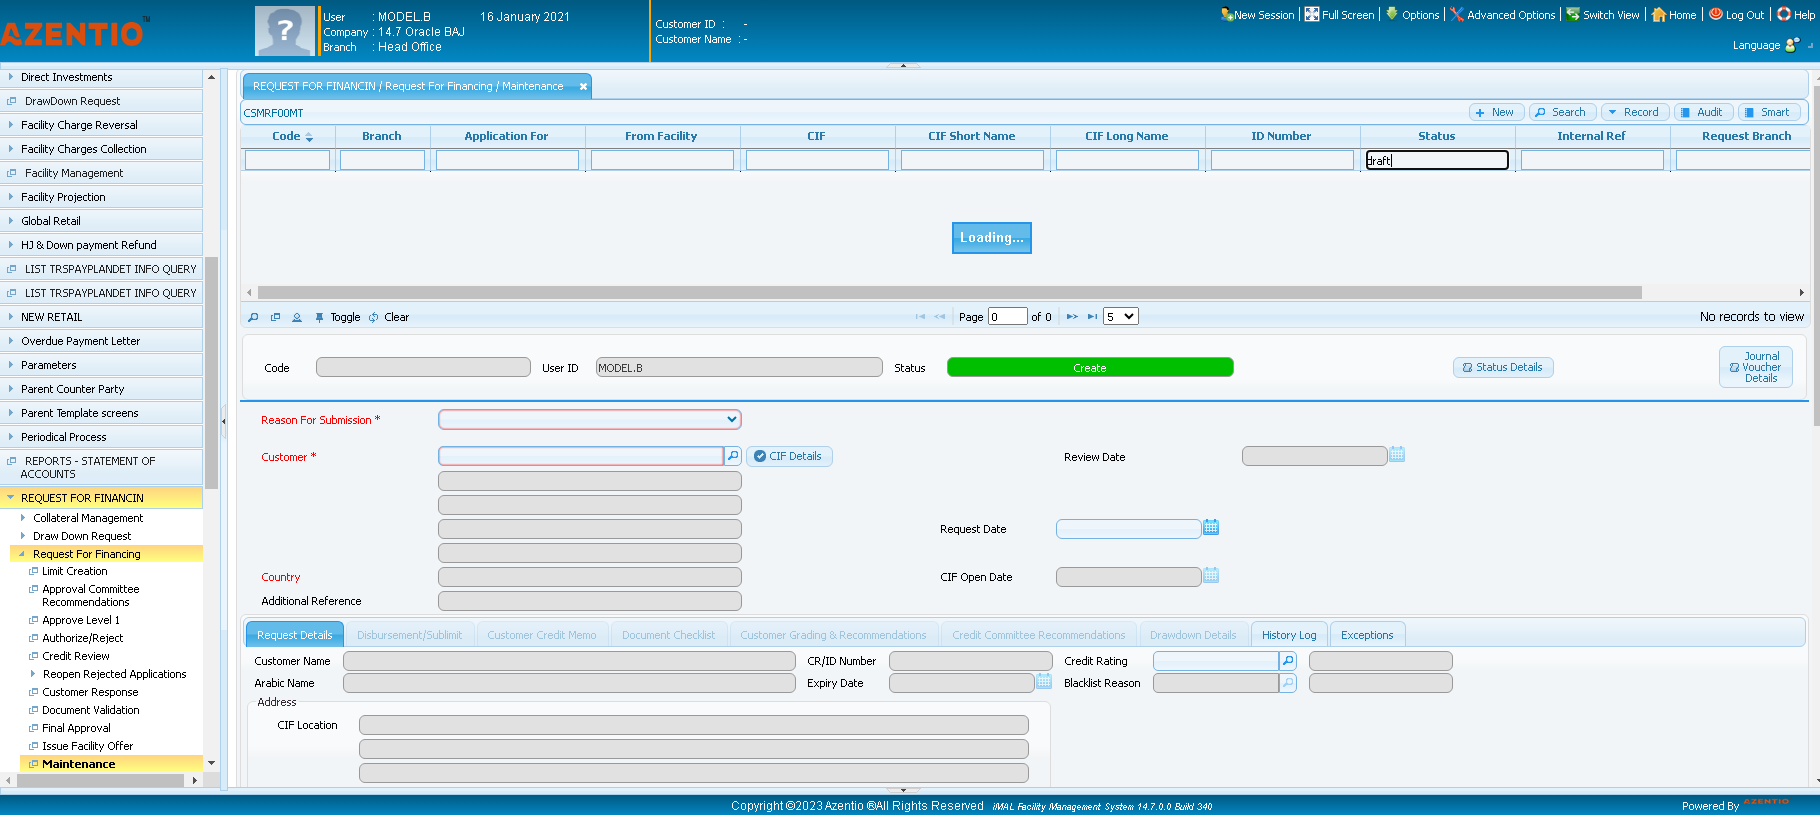 AZENTIO™
User : MODEL.B 16 January 2021
Company : 14.7 Oracle BAJ
Branch : Head Office
Customer ID : -
Customer Name : -
New Session Full Screen Options Advanced Options Switch View Home Log Out Help
Language
Direct Investments
DrawDown Request
Facility Charge Reversal
Facility Charges Collection
Facility Management
Facility Projection
Global Retail
HJ & Down payment Refund
LIST TRSPAYPLANDET INFO QUERY
LIST TRSPAYPLANDET INFO QUERY
NEW RETAIL
Overdue Payment Letter
Parameters
Parent Counter Party
Parent Template screens
Periodical Process
REPORTS - STATEMENT OF
ACCOUNTS
REQUEST FOR FINANCIN
Collateral Management
Draw Down Request
Request For Financing
Limit Creation
Approval Committee
Recommendations
Approve Level 1
Authorize/Reject
Credit Review
Reopen Rejected Applications
Customer Response
Document Validation
Final Approval
Issue Facility Offer
Maintenance
REQUEST FOR FINANCIN / Request For Financing / Maintenance
CSMRF00MT
New Search Record Audit Smart
Code Branch Application For From Facility CIF CIF Short Name CIF Long Name ID Number Status Internal Ref Request Branch
draft
Loading...
Toggle Clear Page 0 of 0 5 No records to view
Code User ID MODEL.B Status Create Status Details
Journal
Voucher
Details
Reason For Submission *
Customer * CIF Details Review Date
Request Date
Country CIF Open Date
Additional Reference
Request Details Disbursement/Sublimit Customer Credit Memo Document Checklist Customer Grading & Recommendations Credit Committee Recommendations Drawdown Details History Log Exceptions
Customer Name CR/ID Number Credit Rating
Arabic Name Expiry Date Blacklist Reason
Address
CIF Location
Copyright ©2023 Azentio ®All Rights Reserved iMAL Facility Management System 14.7.0.0 Build 340
Powered By AZENTIO